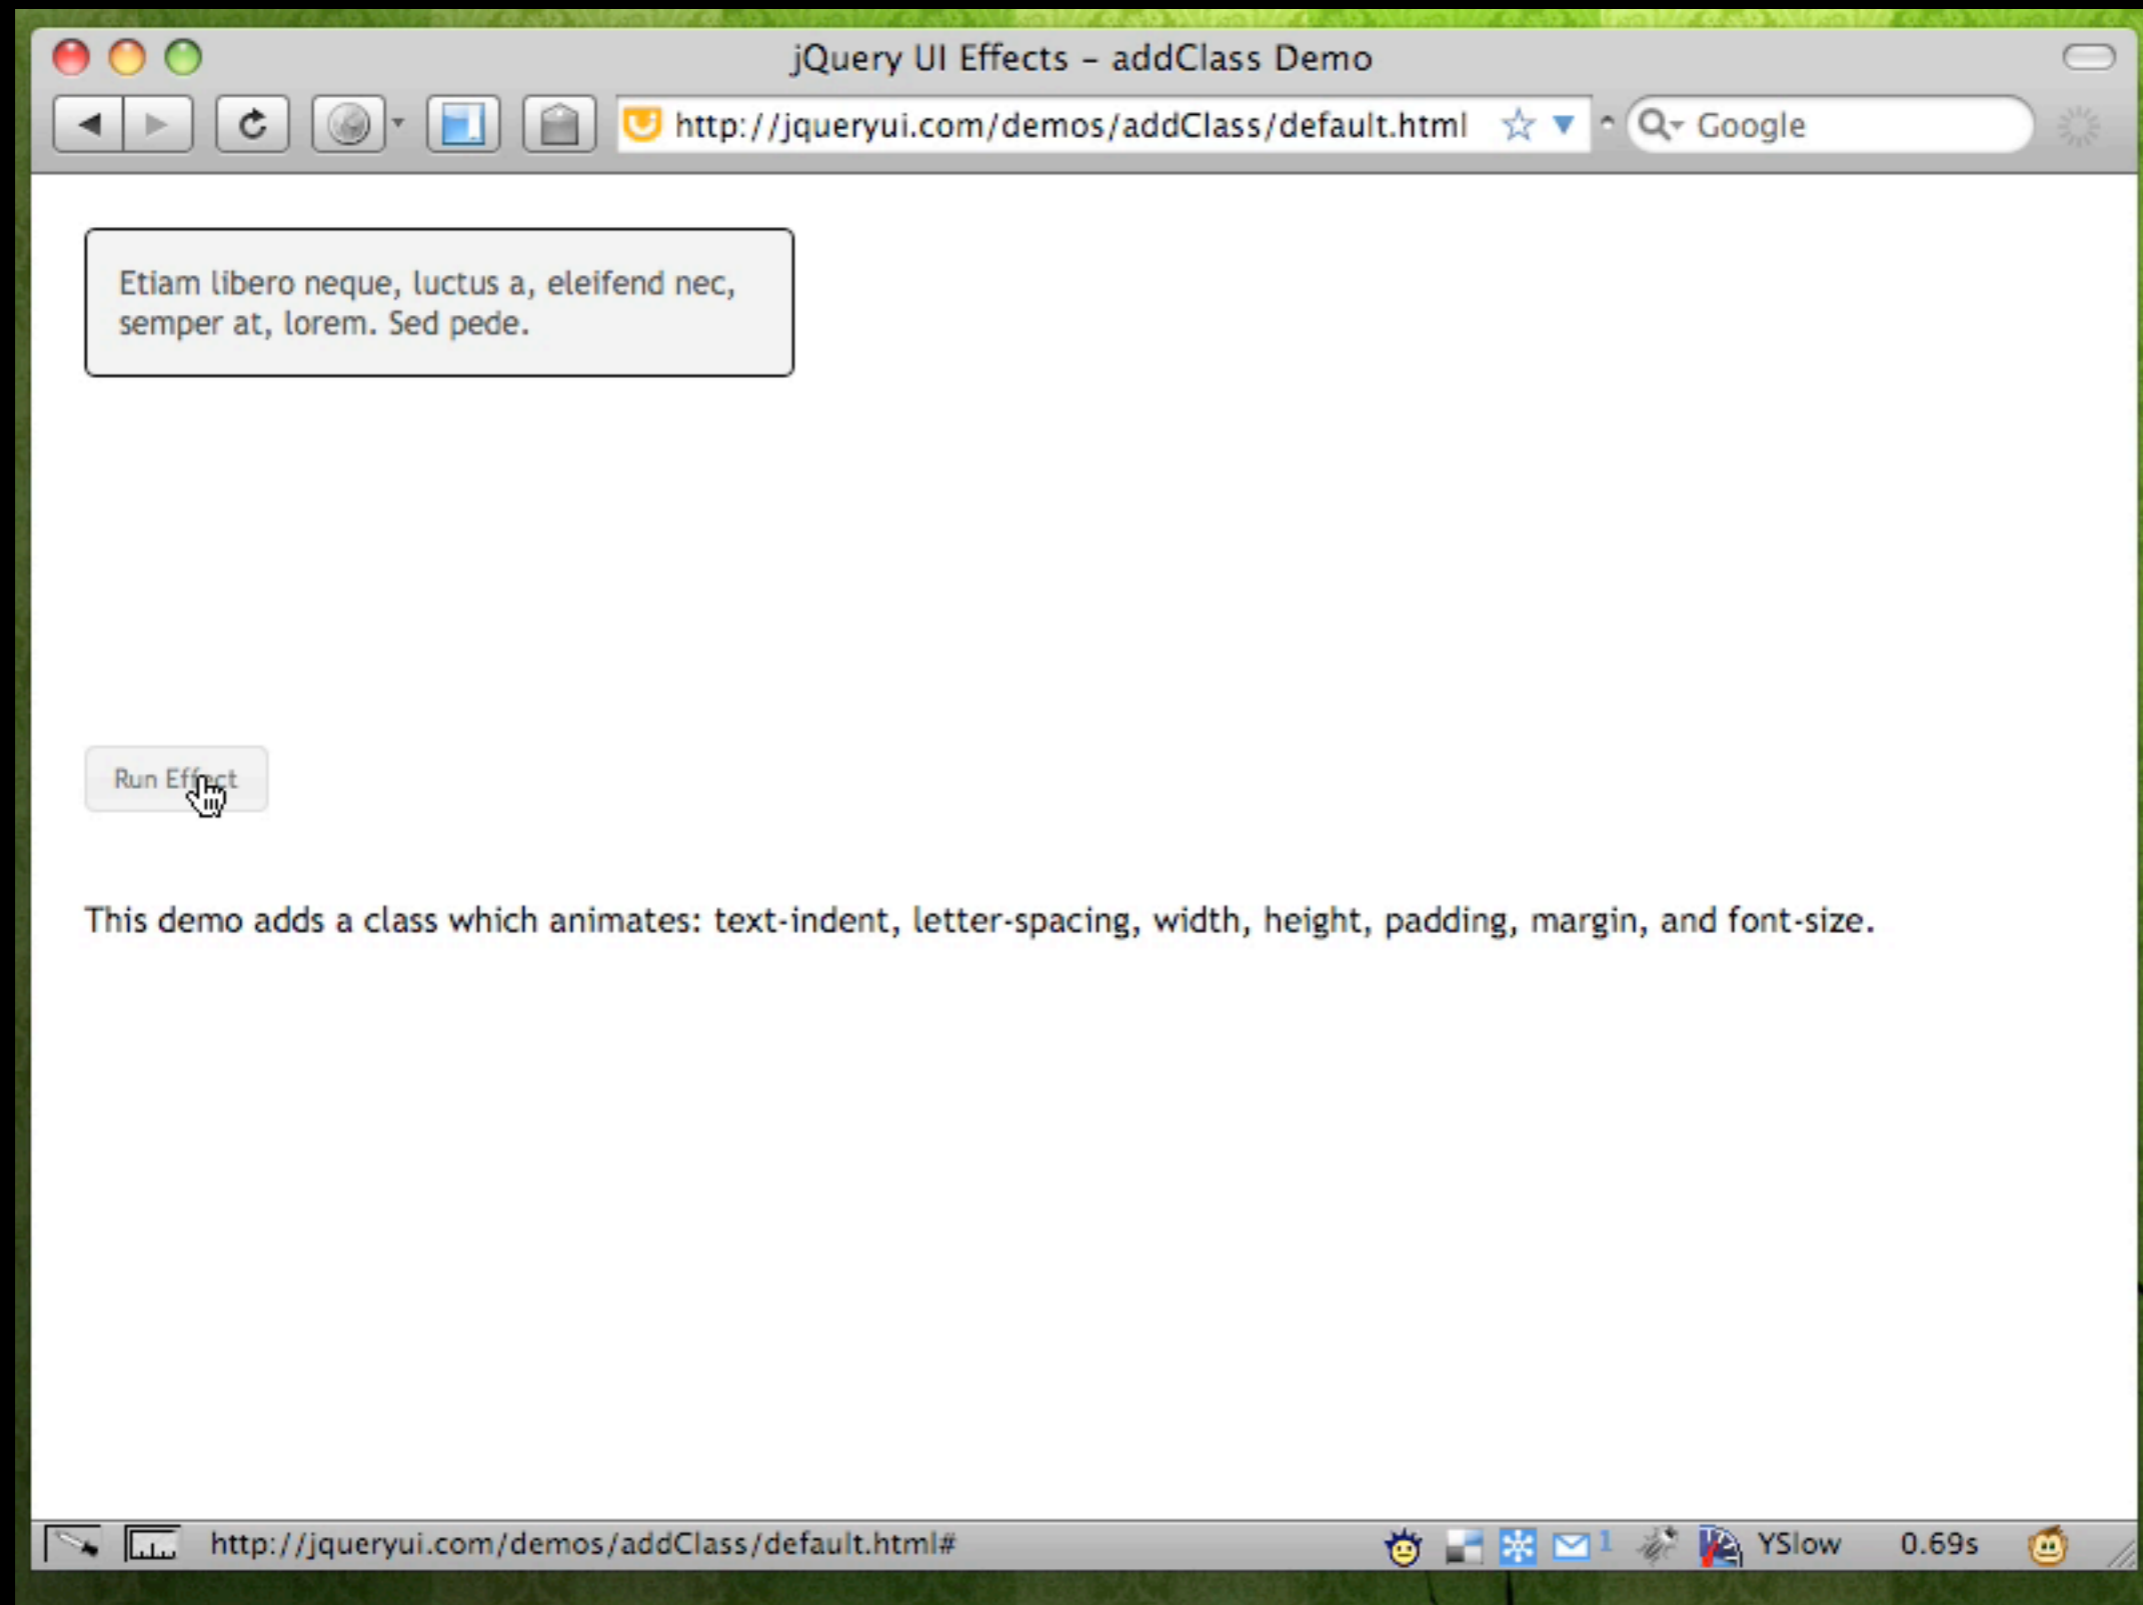 jQuery UI Effects – addClass Demo
http://jqueryui.com/demos/addClass/default.html
Google
Etiam libero neque, luctus a, eleifend nec,
semper at, lorem. Sed pede.
Run Effect
This demo adds a class which animates: text-indent, letter-spacing, width, height, padding, margin, and font-size.
http://jqueryui.com/demos/addClass/default.html#
1
YSlow
0.69s